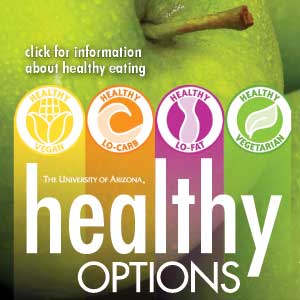 click for information
about healthy eating
HEALTHY VEGAN
HEALTHY LO-CARB
HEALTHY LO-FAT
HEALTHY VEGETARIAN
THE UNIVERSITY OF ARIZONA.
healthy
OPTIONS